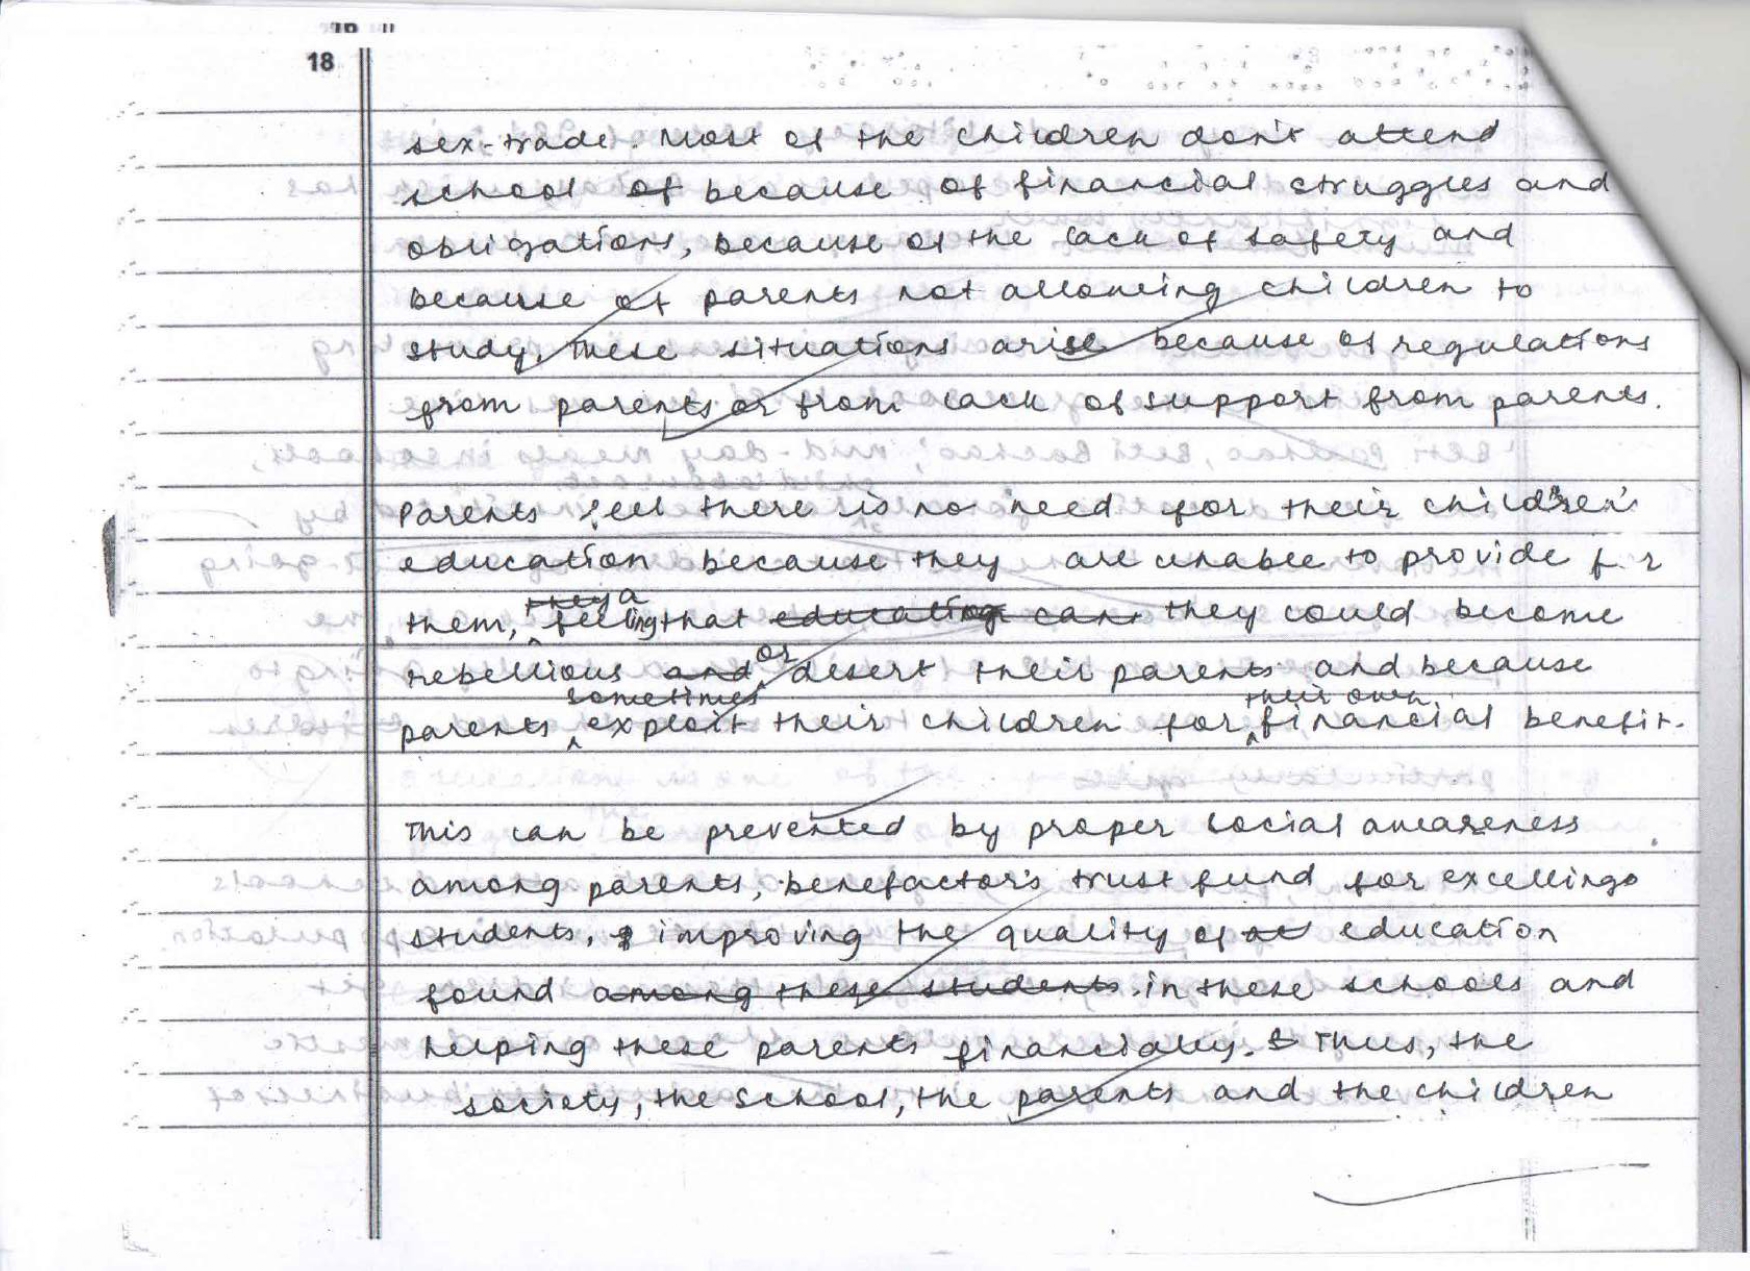 18
sex-trade. Most of the children don't attend
school of because of financial struggles and
obligations, because of the lack of safety and
because of parents not allowing children to
study. These situations arise because of regulations
from parents or from lack of support from parents.
Parents feel there is no need for their children's
education because they are unable to provide for
they a
them, feeling that educating can they could become
or
rebellious and desert their parents and because
sometimes their own
parents exploit their children for financial benefit.
This can be prevented by proper social awareness
among parents, benefactor's trust fund for excelling
students, improving the quality of education
found among these students in these schools and
helping these parents financially. Thus, the
society, the school, the parents and the children